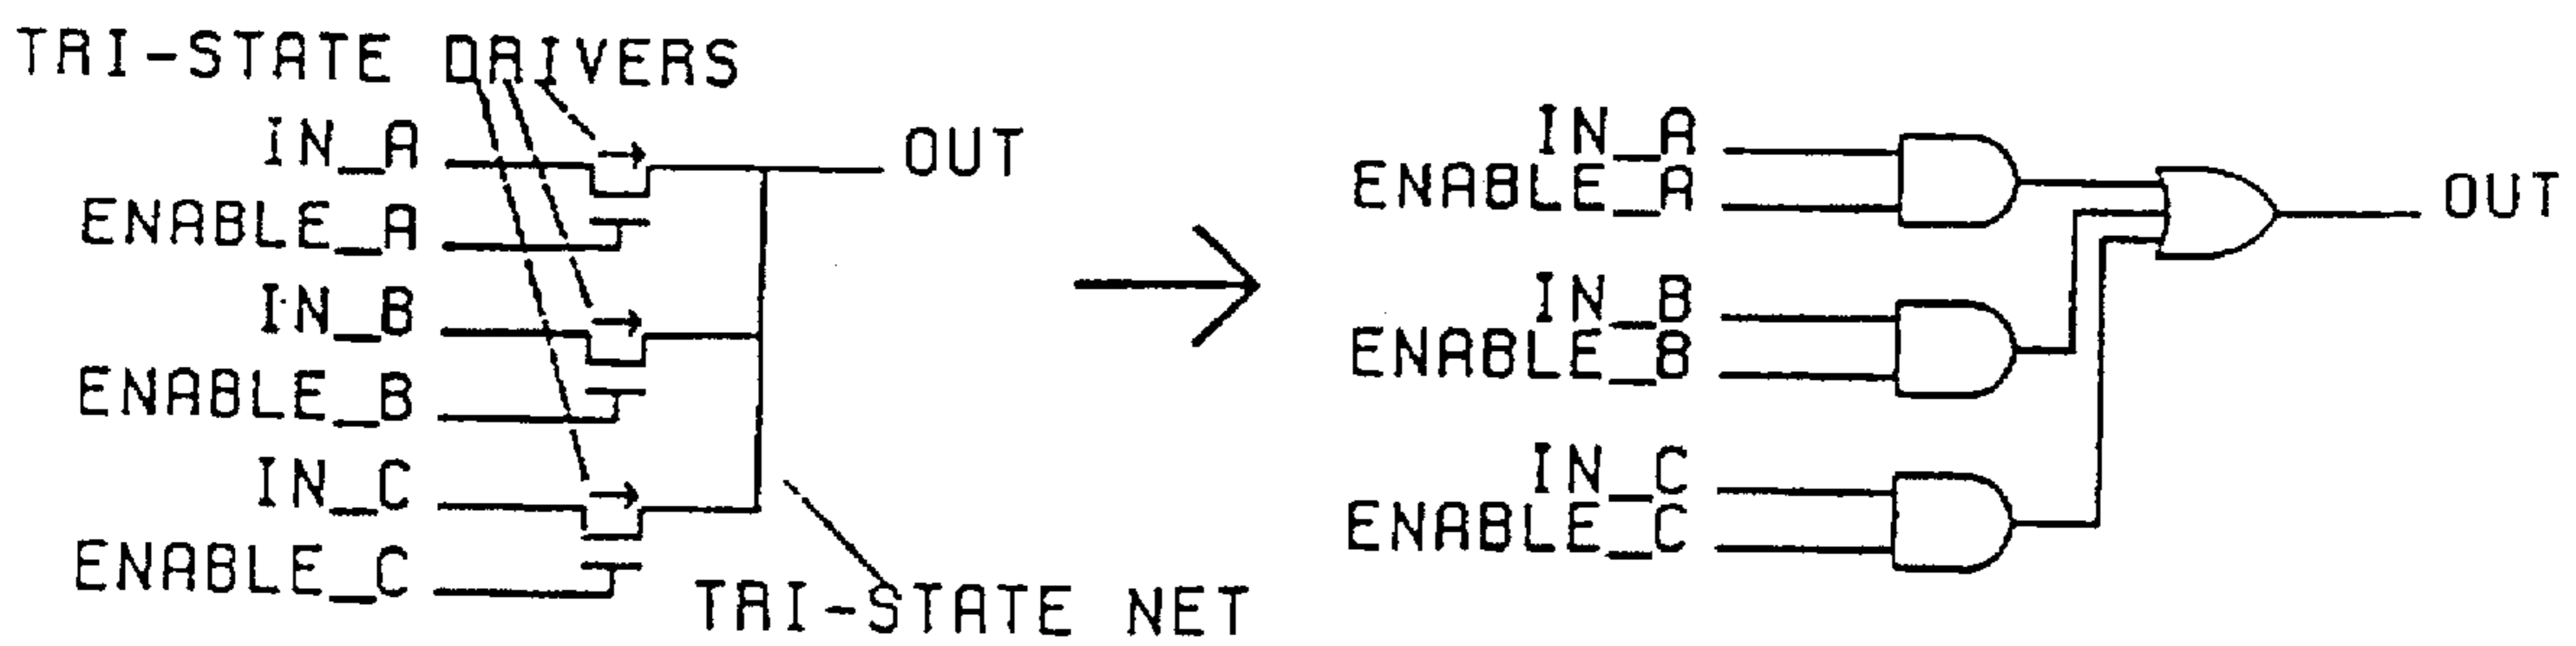 TRI-STATE DRIVERS
IN_A
ENABLE_A
IN_B
ENABLE_B
IN_C
ENABLE_C
OUT
TRI-STATE NET
IN_A
ENABLE_A
IN_B
ENABLE_B
IN_C
ENABLE_C
OUT